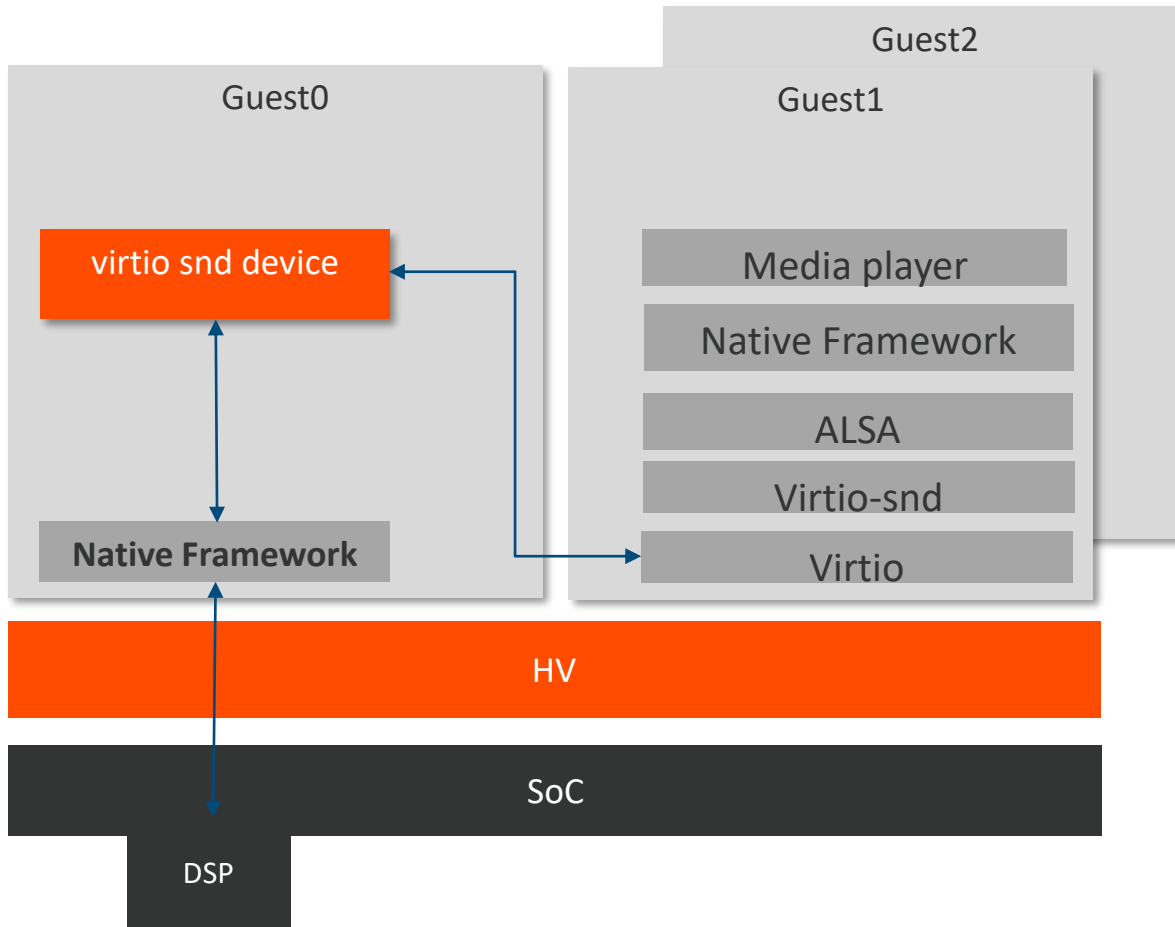 Guest2
Guest0
Guest1
virtio snd device
Media player
Native Framework
ALSA
Virtio-snd
Native Framework
Virtio
HV
SoC
DSP